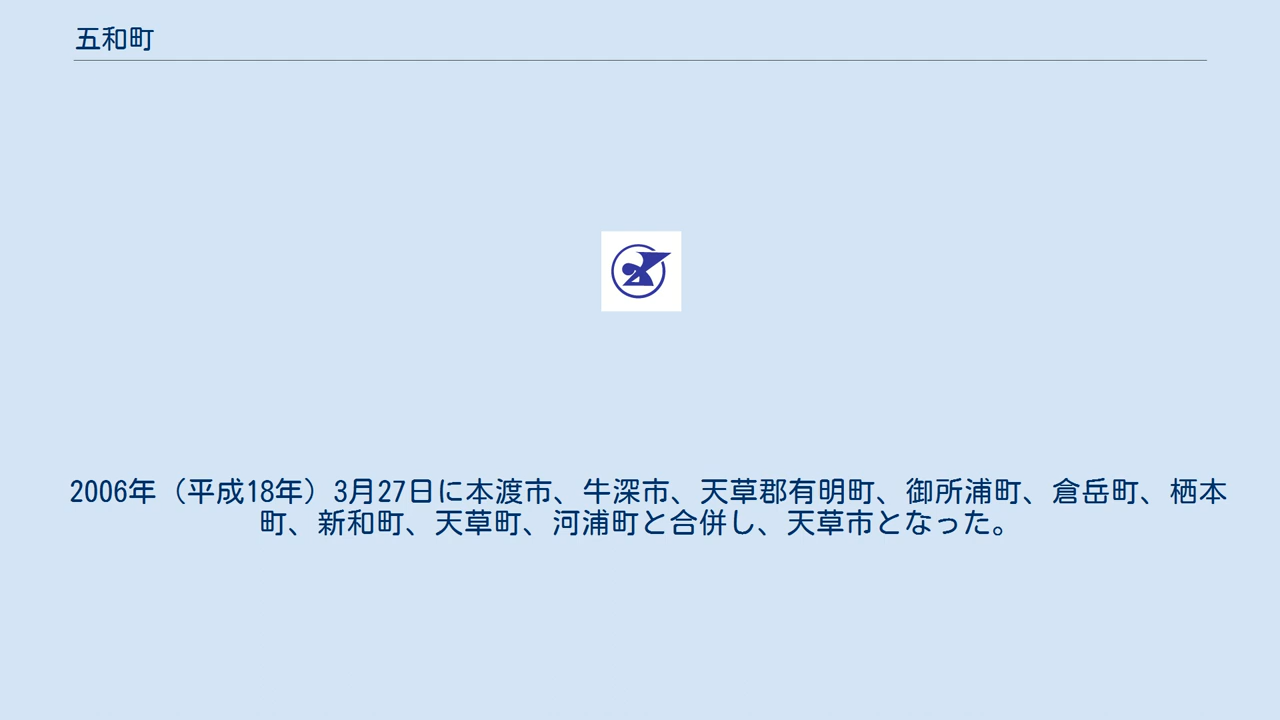 五和町
2006年（平成18年）3月27日に本渡市、牛深市、天草郡有明町、御所浦町、倉岳町、栖本
町、新和町、天草町、河浦町と合併し、天草市となった。